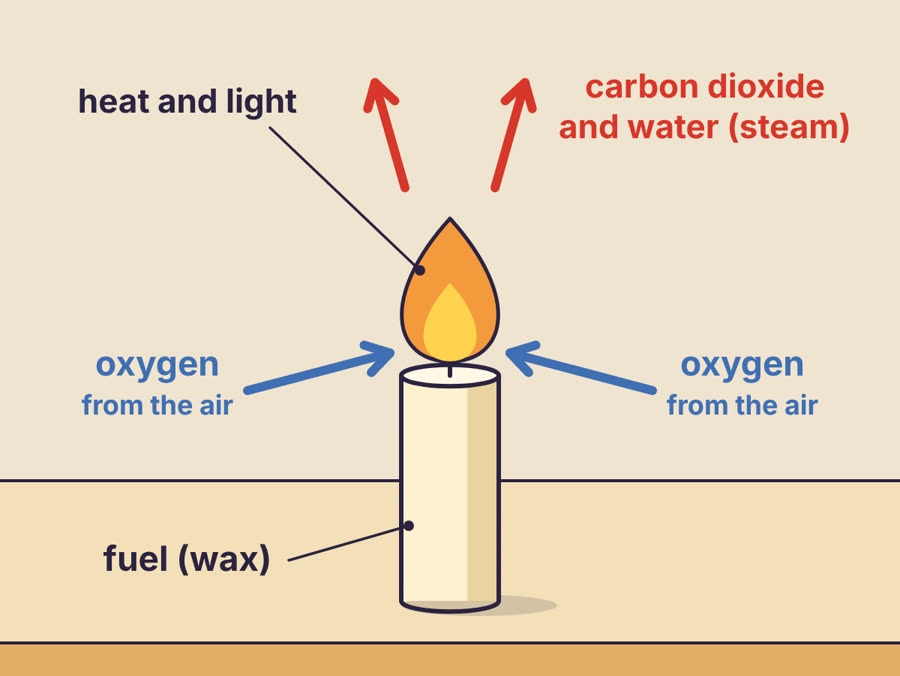 heat and light
carbon dioxide
and water (steam)
oxygen
from the air
oxygen
from the air
fuel (wax)